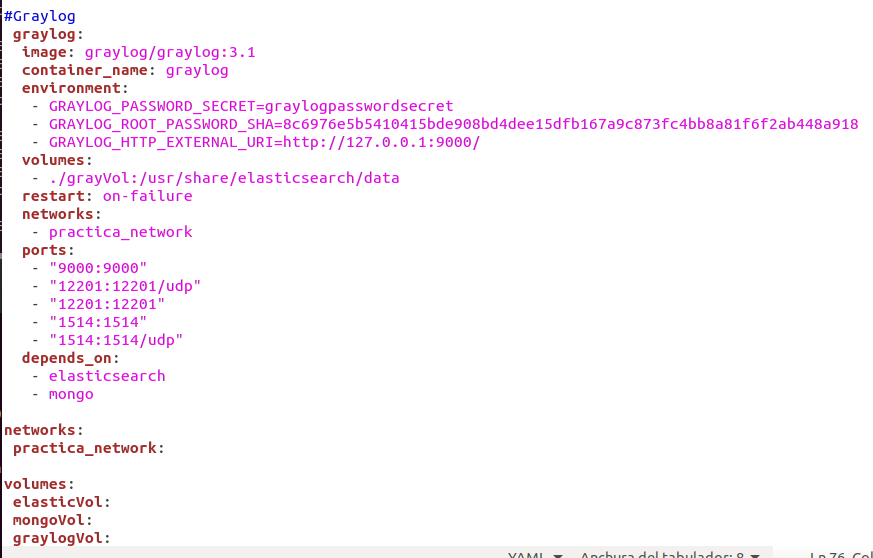 #Graylog
 graylog:
  image: graylog/graylog:3.1
  container_name: graylog
  environment:
   - GRAYLOG_PASSWORD_SECRET=graylogpasswordsecret
   - GRAYLOG_ROOT_PASSWORD_SHA=8c6976e5b5410415bde908bd4dee15dfb167a9c873fc4bb8a81f6f2ab448a918
   - GRAYLOG_HTTP_EXTERNAL_URI=http://127.0.0.1:9000/
  volumes:
   - ./grayVol:/usr/share/elasticsearch/data
  restart: on-failure
  networks:
   - practica_network
  ports:
   - "9000:9000"
   - "12201:12201/udp"
   - "12201:12201"
   - "1514:1514"
   - "1514:1514/udp"
  depends_on:
   - elasticsearch
   - mongo
networks:
 practica_network:
volumes:
 elasticVol:
 mongoVol:
 graylogVol:
YAML Anchura del tabulador: 8 Ln 76, Col